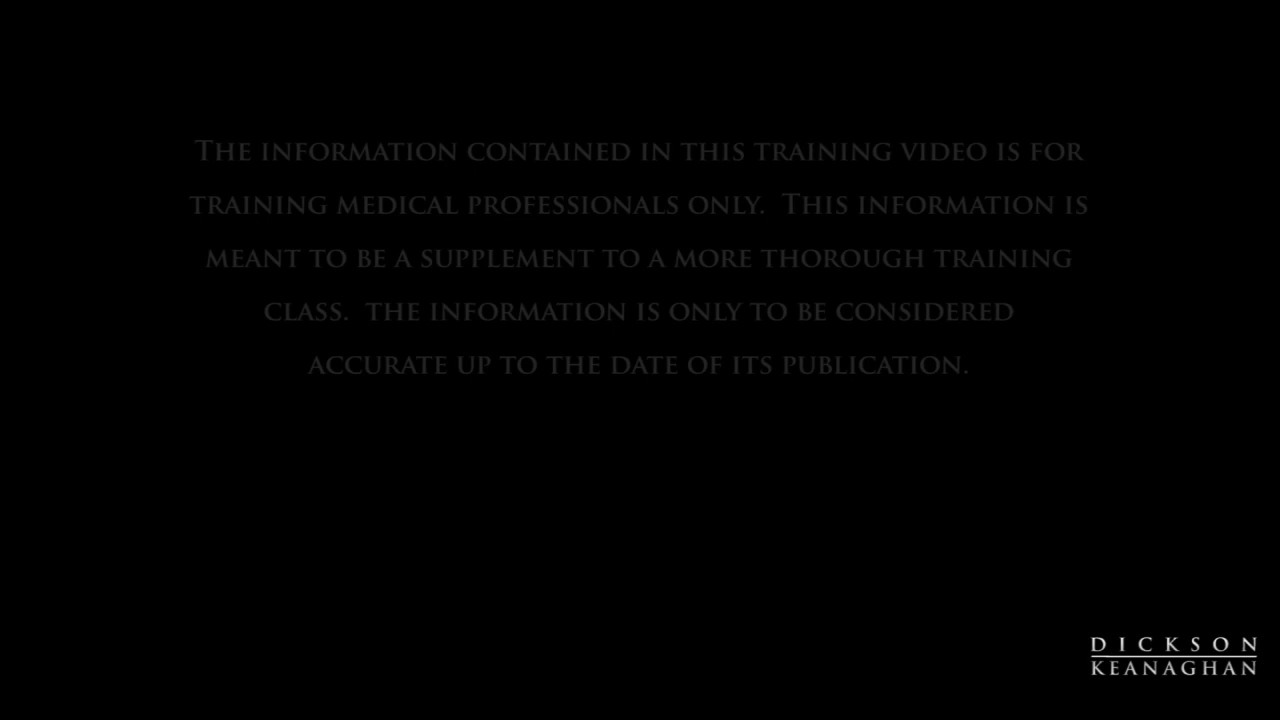 The information contained in this training video is for
training medical professionals only. This information is
meant to be a supplement to a more thorough training
class. the information is only to be considered
accurate up to the date of its publication.
DICKSON
KEANAGHAN